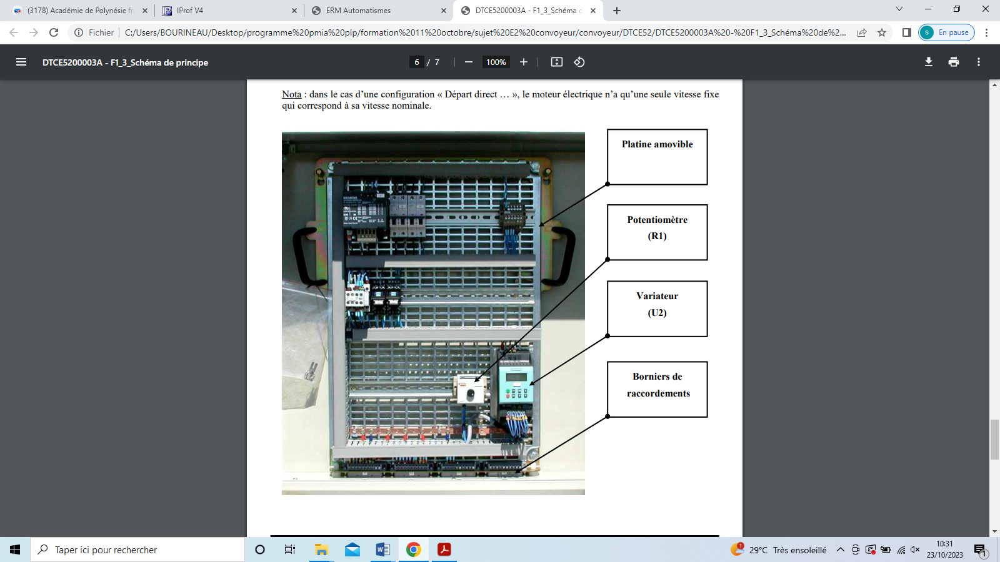 (3178) Académie de Polynésie fr
IProf V4
ERM Automatismes
DTCE5200003A - F1_3_Schéma d
Fichier
C:/Users/BOURINEAU/Desktop/programme%20pmia%20plp/formation%2011%20octobre/sujet%20E2%20convoyeur/convoyeur/DTCE52/DTCE5200003A%20-%20F1_3_Schéma%20de%2...
S
En pause
DTCE5200003A - F1_3_Schéma de principe
6 / 7
100%
Nota : dans le cas d’une configuration « Départ direct … », le moteur électrique n’a qu’une seule vitesse fixe
qui correspond à sa vitesse nominale.
Platine amovible
Potentiomètre
(R1)
Variateur
(U2)
Borniers de
raccordements
Taper ici pour rechercher
1
29°C Très ensoleillé
10:31
23/10/2023
1